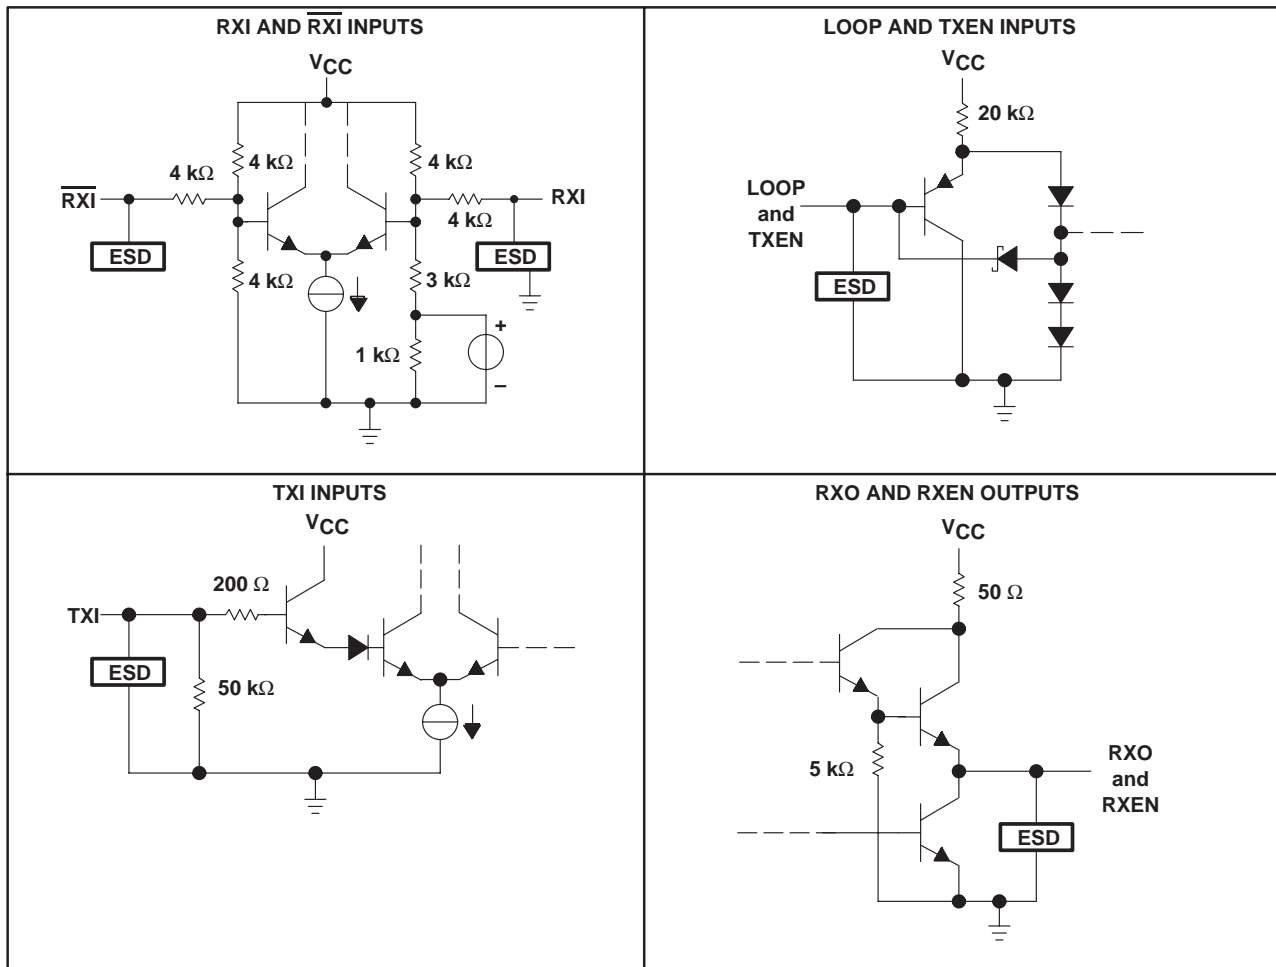 RXI AND R̅X̅I̅ INPUTS
VCC
4 kΩ
4 kΩ
4 kΩ
R̅X̅I̅
RXI
4 kΩ
ESD
ESD
4 kΩ
3 kΩ
+
1 kΩ
–
LOOP AND TXEN INPUTS
VCC
20 kΩ
LOOP
and
TXEN
ESD
TXI INPUTS
VCC
200 Ω
TXI
ESD
50 kΩ
RXO AND RXEN OUTPUTS
VCC
50 Ω
5 kΩ
RXO
and
RXEN
ESD